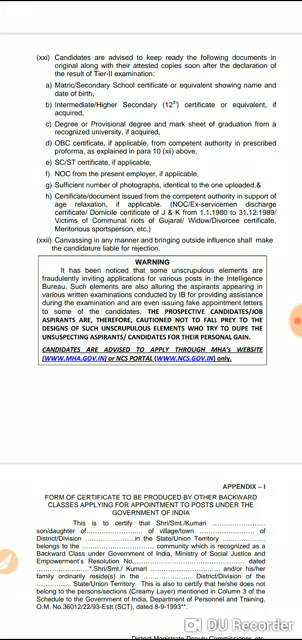 (xxi) Candidates are advised to keep ready the following documents in
original along with their attested copies soon after the declaration of
the result of Tier-II examination:
a) Matric/Secondary School certificate or equivalent showing name and
date of birth,
b) Intermediate/Higher Secondary (12th) certificate or equivalent, if
acquired,
c) Degree or Provisional degree and mark sheet of graduation from a
recognized university, if acquired,
d) OBC certificate, if applicable, from competent authority in prescribed
proforma, as explained in para 10 (xii) above,
e) SC/ST certificate, if applicable,
f) NOC from the present employer, if applicable,
g) Sufficient number of photographs, identical to the one uploaded,&
h) Certificate/document issued from the competent authority in support of
age relaxation, if applicable. (NOC/Ex-servicemen discharge
certificate/ Domicile certificate of J & K from 1.1.1980 to 31.12.1989/
Victims of Communal riots of Gujarat/ Widow/Divorcee certificate,
Meritorious sportsperson, etc.)
(xxii) Canvassing in any manner and bringing outside influence shall make
the candidature liable for rejection.
WARNING
It has been noticed that some unscrupulous elements are
fraudulently inviting applications for various posts in the Intelligence
Bureau. Such elements are also alluring the aspirants appearing in
various written examinations conducted by IB for providing assistance
during the examination and are even issuing fake appointment letters
to some of the candidates. THE PROSPECTIVE CANDIDATES/JOB
ASPIRANTS ARE, THEREFORE, CAUTIONED NOT TO FALL PREY TO THE
DESIGNS OF SUCH UNSCRUPULOUS ELEMENTS WHO TRY TO DUPE THE
UNSUSPECTING ASPIRANTS/ CANDIDATES FOR THEIR PERSONAL GAIN.
CANDIDATES ARE ADVISED TO APPLY THROUGH MHA's WEBSITE
(WWW.MHA.GOV.IN) or NCS PORTAL (WWW.NCS.GOV.IN) only.
APPENDIX – I
FORM OF CERTIFICATE TO BE PRODUCED BY OTHER BACKWARD
CLASSES APPLYING FOR APPOINTMENT TO POSTS UNDER THE
GOVERNMENT OF INDIA
This is to certify that Shri/Smt./Kumari ........................
son/daughter of........................ of village/town ........................ of
District/Division ........................in the State/Union Territory ........................
belongs to the ........................ community which is recognized as a
Backward Class under Government of India, Ministry of Social Justice and
Empowerment's Resolution No........................ dated
........................*.Shri/Smt./ Kumari ........................ and/or his/her
family ordinarily reside(s) in the ........................ District/Division of the
........................ State/Union Territory. This is also to certify that he/she does not
belong to the persons/sections (Creamy Layer) mentioned in Column 3 of the
Schedule to the Government of India, Department of Personnel and Training,
O.M. No.36012/22/93-Estt.(SCT), dated 8-9-1993**.
DU Recorder